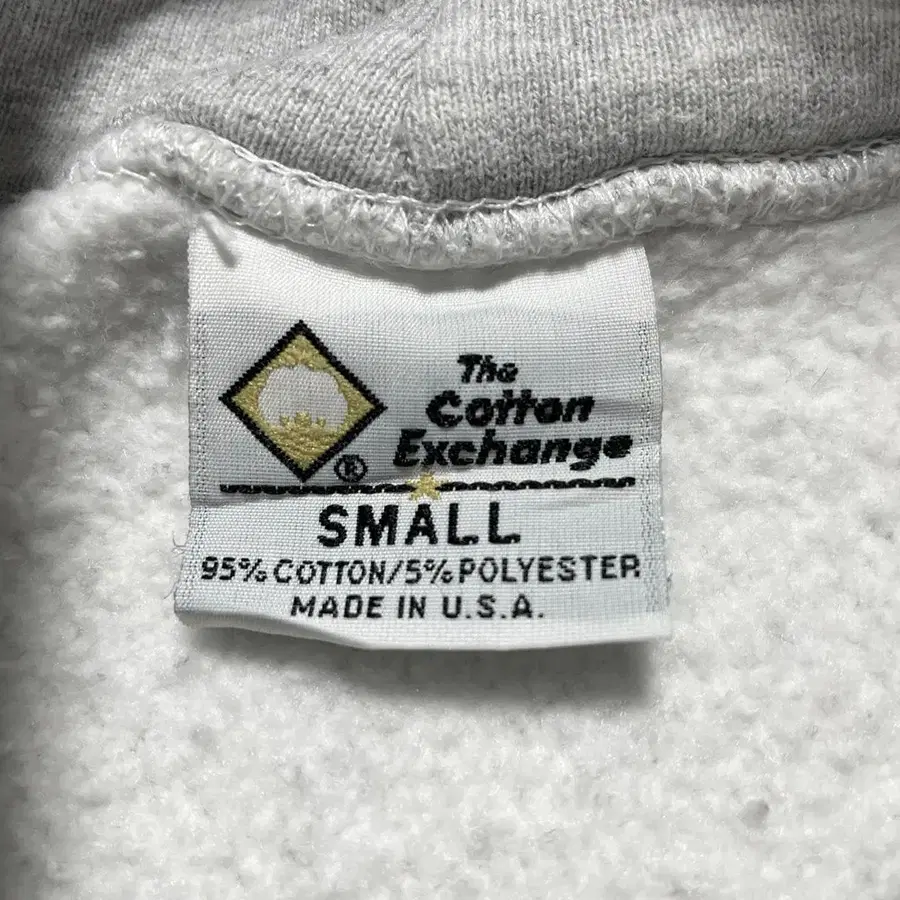 The
Cotton
Exchange
®
SMALL
95% COTTON/5% POLYESTER
MADE IN U.S.A.